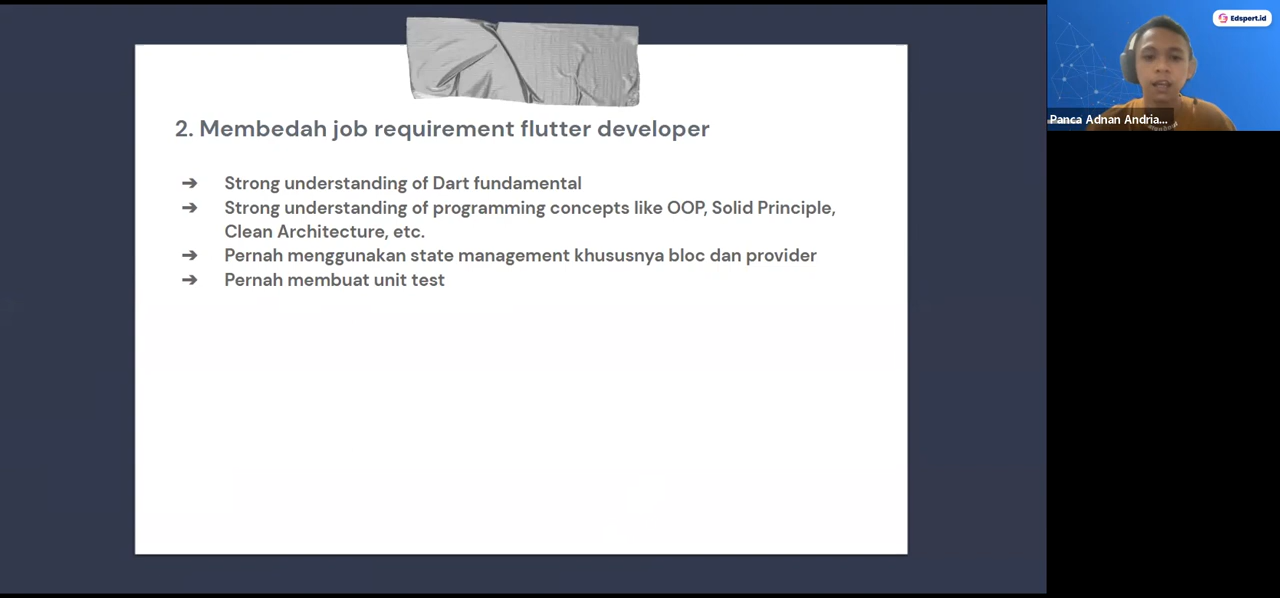 Edspert.id
2. Membedah job requirement flutter developer
Panca Adnan Andria...
➔ Strong understanding of Dart fundamental
➔ Strong understanding of programming concepts like OOP, Solid Principle,
Clean Architecture, etc.
➔ Pernah menggunakan state management khususnya bloc dan provider
➔ Pernah membuat unit test